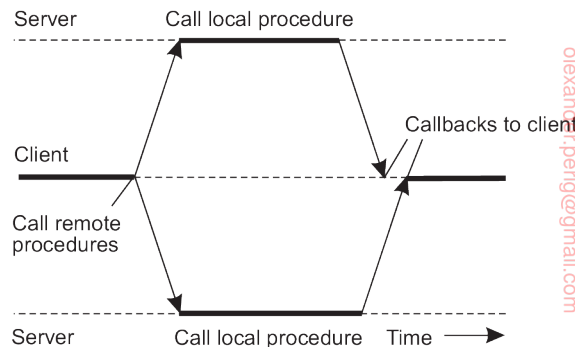 Server
Call local procedure
Callbacks to client
Client
Call remote
procedures
Server
Call local procedure
Time
olexander.perig@gmail.com